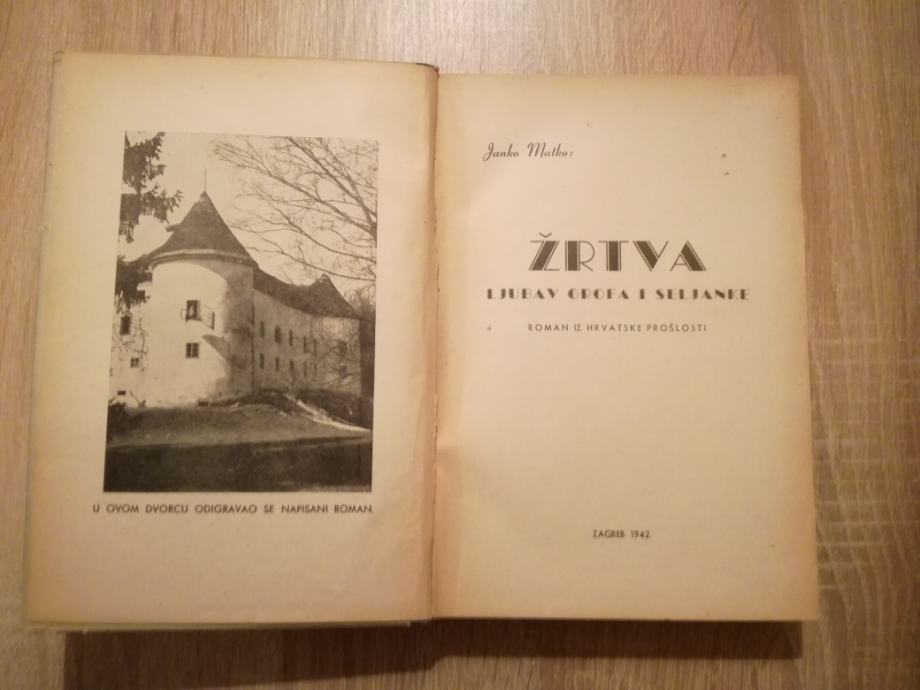 U OVOM DVORCU ODIGRAVAO SE NAPISANI ROMAN
Janko Matko:
ŽRTVA
LJUBAV GROFA I SELJANKE
ROMAN IZ HRVATSKE PROŠLOSTI
ZAGREB 1942.